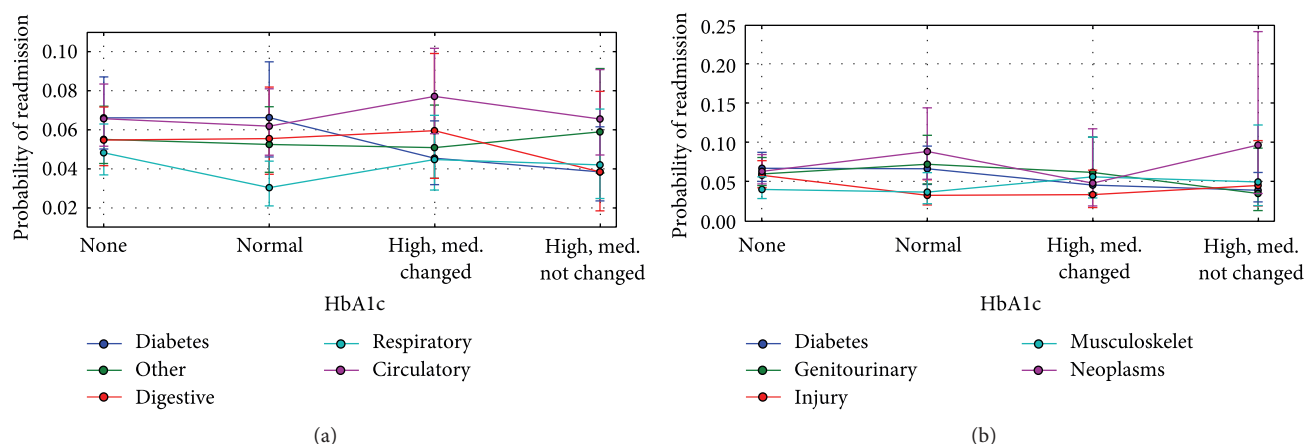 Probability of readmission
0.10
0.08
0.06
0.04
0.02
None
Normal
High, med.
changed
High, med.
not changed
HbA1c
Diabetes
Other
Digestive
Respiratory
Circulatory
(a)
Probability of readmission
0.25
0.20
0.15
0.10
0.05
0.00
None
Normal
High, med.
changed
High, med.
not changed
HbA1c
Diabetes
Genitourinary
Injury
Musculoskelet
Neoplasms
(b)